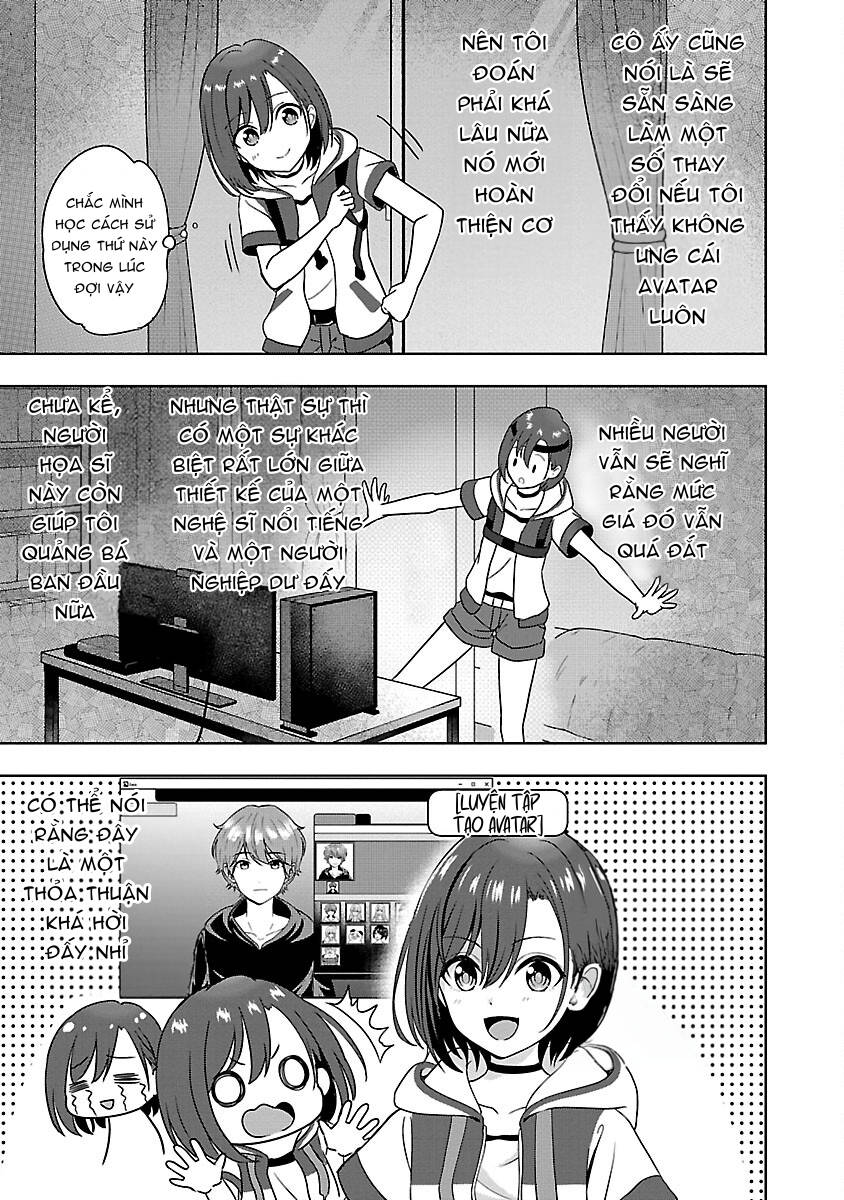 CÔ ẤY CŨNG
NÓI LÀ SẼ
SẴN SÀNG
LÀM MỘT
SỐ THAY
ĐỔI NẾU TÔI
THẤY KHÔNG
ƯNG CÁI
AVATAR
LUÔN
NÊN TÔI
ĐOÁN
PHẢI KHÁ
LÂU NỮA
NÓ MỚI
HOÀN
THIỆN CƠ
CHẮC MÌNH
HỌC CÁCH SỬ
DỤNG THỨ NÀY
TRONG LÚC
ĐỢI VẬY
NHIỀU NGƯỜI
VẪN SẼ NGHĨ
RẰNG MỨC
GIÁ ĐÓ VẪN
QUÁ ĐẮT
NHƯNG THẬT SỰ THÌ
CÓ MỘT SỰ KHÁC
BIỆT RẤT LỚN GIỮA
THIẾT KẾ CỦA MỘT
NGHỆ SĨ NỔI TIẾNG
VÀ MỘT NGƯỜI
NGHIỆP DƯ ĐẤY
CHƯA KỂ,
NGƯỜI
HỌA SĨ
NÀY CÒN
GIÚP TÔI
QUẢNG BÁ
BAN ĐẦU
NỮA
[LUYỆN TẬP
TẠO AVATAR]
CÓ THỂ NÓI
RẰNG ĐÂY
LÀ MỘT
THỎA THUẬN
KHÁ HỜI
ĐẤY NHỈ